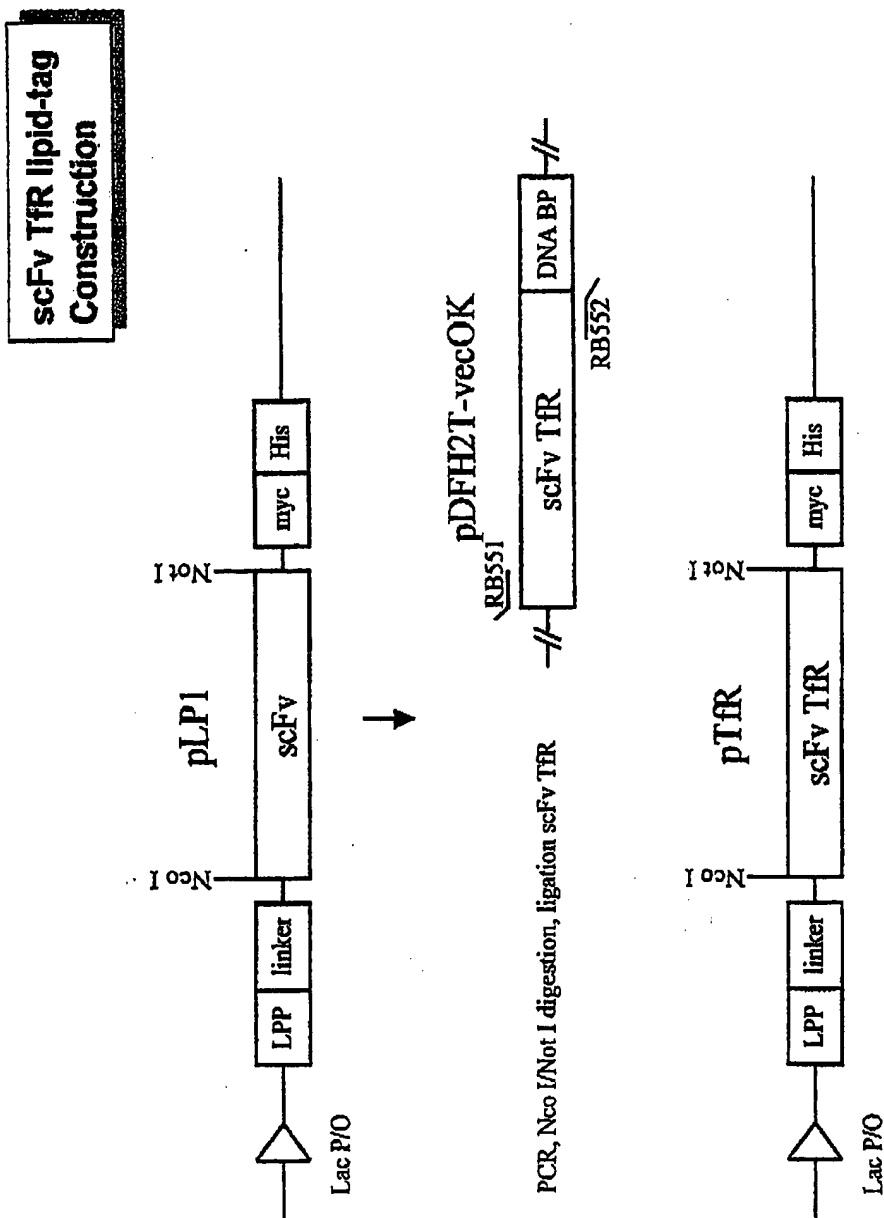 scFv TfR lipid-tag
Construction
pLP1
Nco I
Not I
LPP
linker
scFv
myc
His
Lac P/O
pDFH2T-vecOK
RB551
scFv TfR
DNA BP
RB552
PCR, Nco I/Not I digestion, ligation scFv TfR
pTfR
Nco I
Not I
LPP
linker
scFv TfR
myc
His
Lac P/O